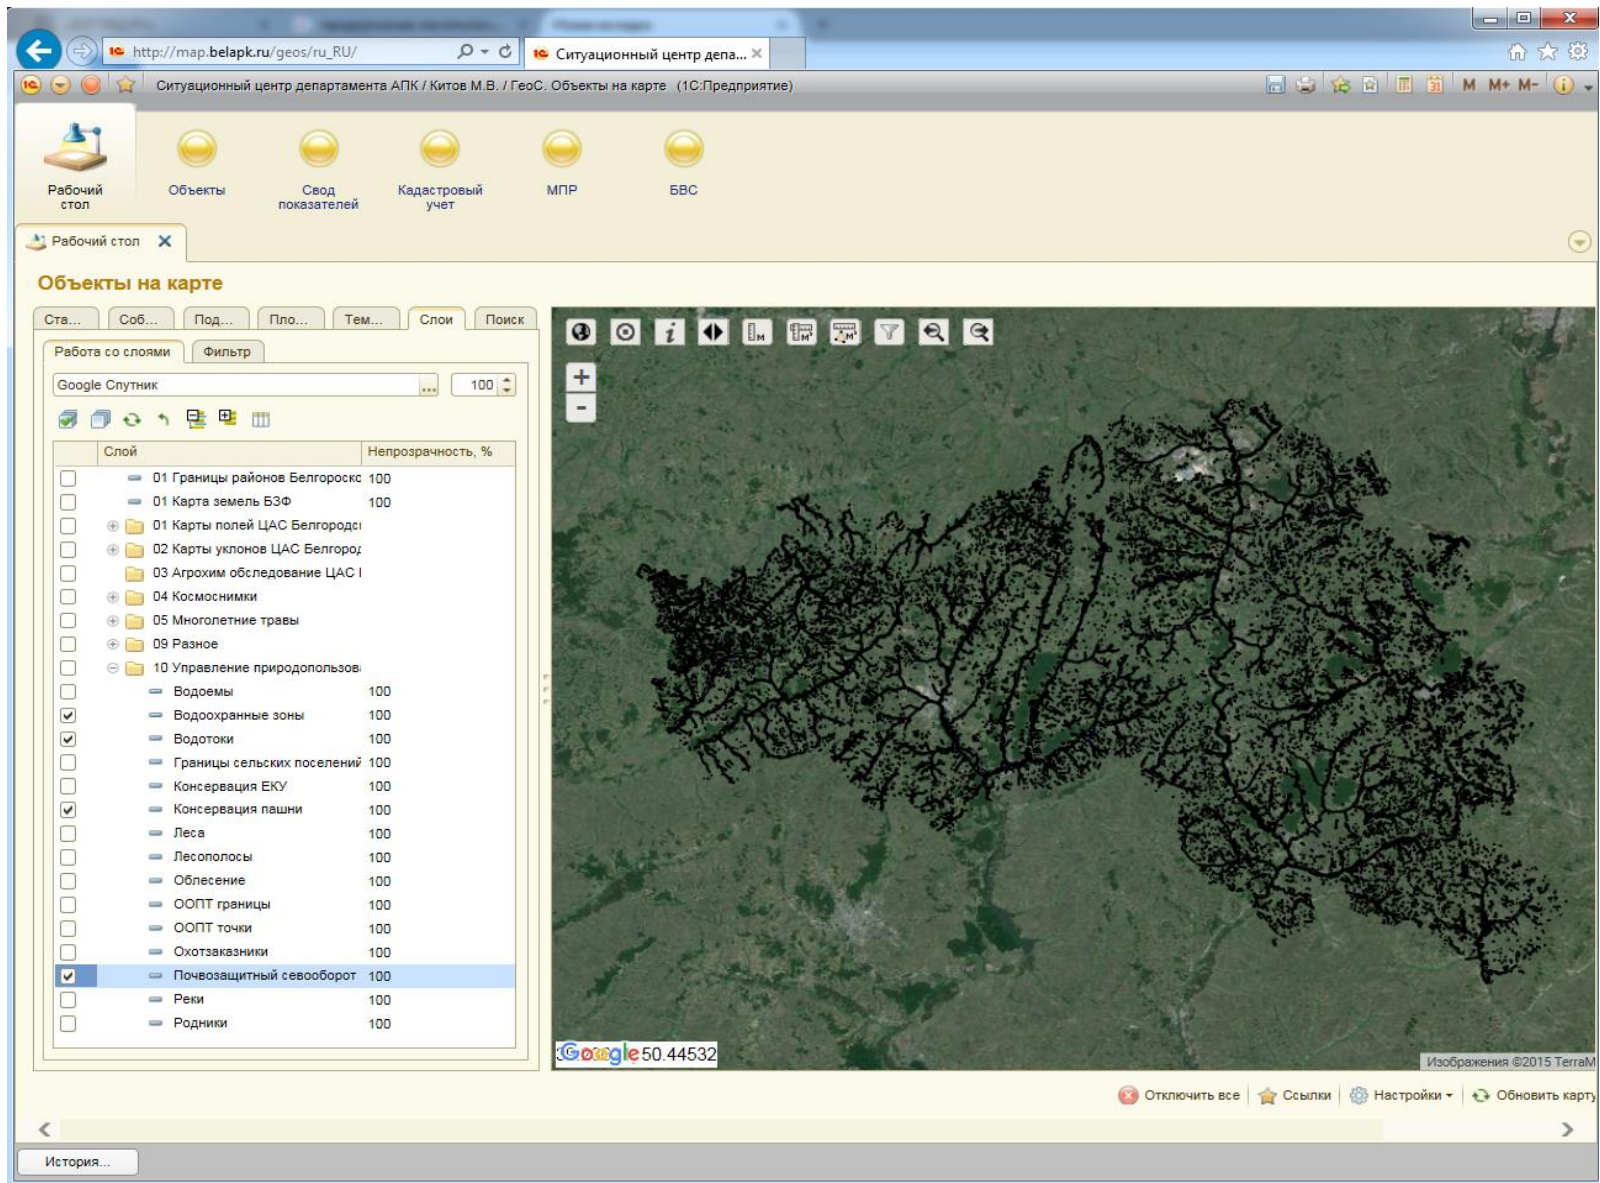 http://map.belapk.ru/geos/ru_RU/
Ситуационный центр депа...
Ситуационный центр департамента АПК / Китов М.В. / ГеоС. Объекты на карте (1С:Предприятие)
31 M M+ M-
Рабочий стол
Объекты
Свод показателей
Кадастровый учет
МПР
БВС
Рабочий стол
Объекты на карте
Ста... Соб... Под... Пло... Тем... Слои Поиск
Работа со слоями Фильтр
Google Спутник 100
Слой Непрозрачность, %
01 Границы районов Белгородскс 100
01 Карта земель БЗФ 100
01 Карты полей ЦАС Белгородсі
02 Карты уклонов ЦАС Белгород
03 Агрохим обследование ЦАС
04 Космоснимки
05 Многолетние травы
09 Разное
10 Управление природопользов
Водоемы 100
Водоохранные зоны 100
Водотоки 100
Границы сельских поселений 100
Консервация ЕКУ 100
Консервация пашни 100
Леса 100
Лесополосы 100
Облесение 100
ООПТ границы 100
ООПТ точки 100
Охотзаказники 100
Почвозащитный севооборот 100
Реки 100
Родники 100
Google 50.44532
Изображения ©2015 TerraM
Отключить все Ссылки Настройки Обновить карту
История...